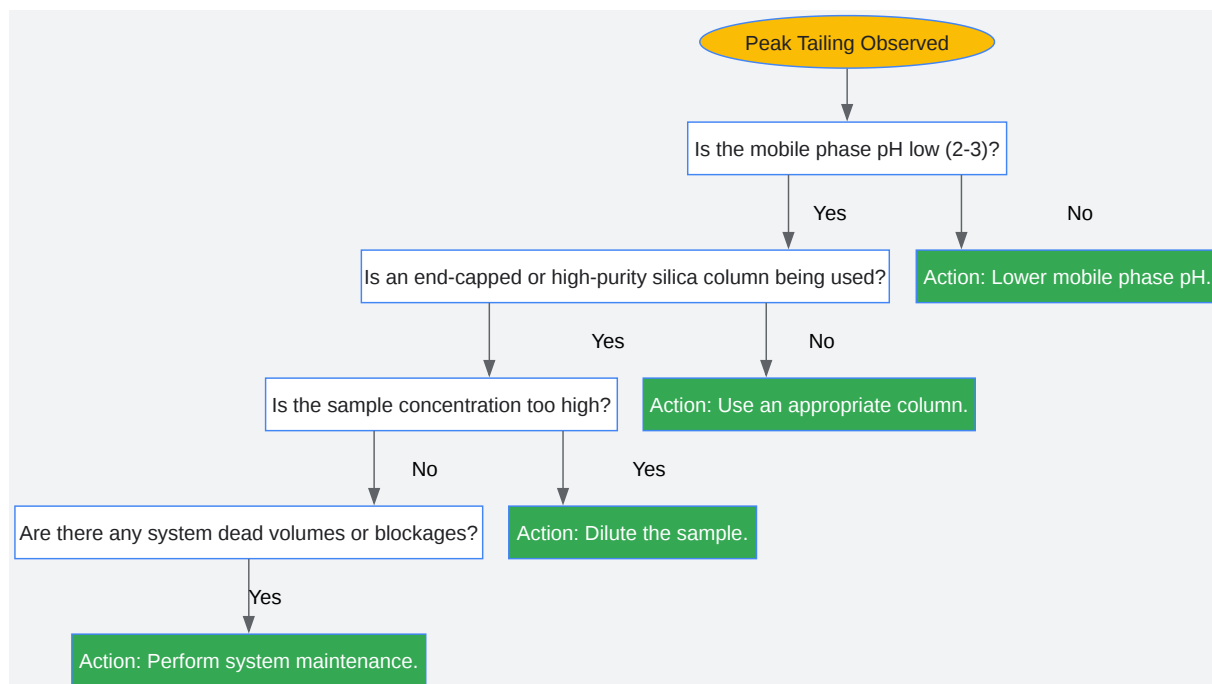 Peak Tailing Observed
Is the mobile phase pH low (2-3)?
Yes
No
Is an end-capped or high-purity silica column being used?
Action: Lower mobile phase pH.
Yes
No
Is the sample concentration too high?
Action: Use an appropriate column.
No
Yes
Are there any system dead volumes or blockages?
Action: Dilute the sample.
Yes
Action: Perform system maintenance.